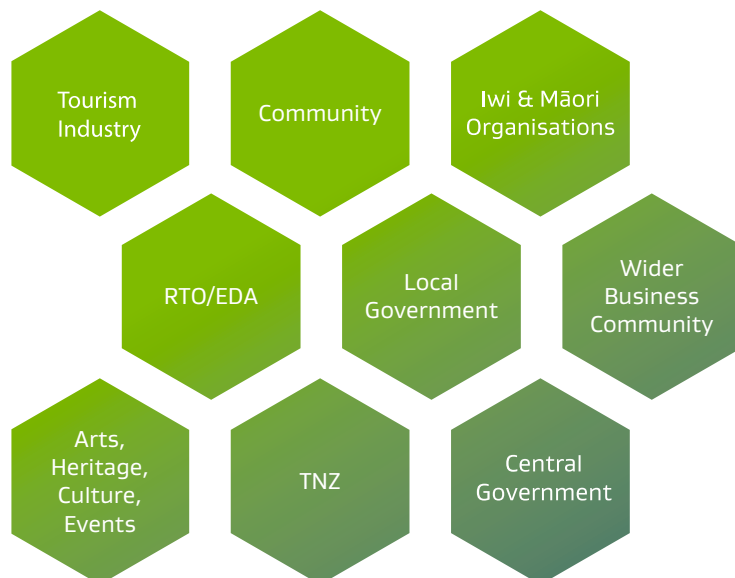 Tourism
Industry
Community
Iwi & Māori
Organisations
RTO/EDA
Local
Government
Wider
Business
Community
Arts,
Heritage,
Culture,
Events
TNZ
Central
Government